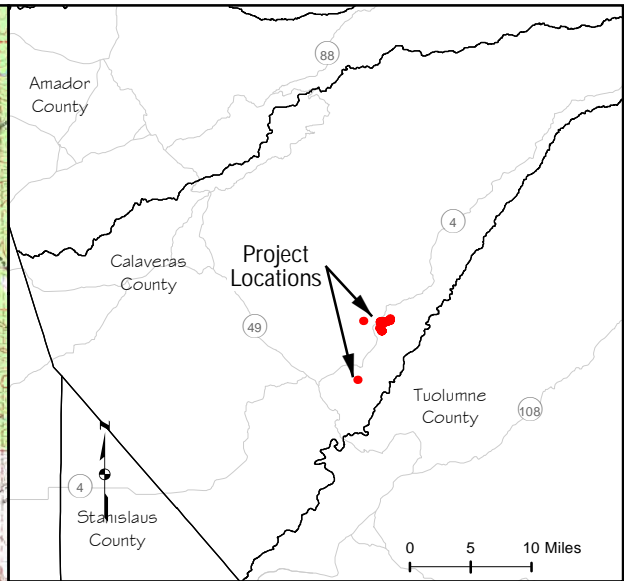 88
Amador
County
4
Calaveras
County
Project
Locations
49
Tuolumne
County
108
N
4
Stanislaus
County
0 5 10 Miles